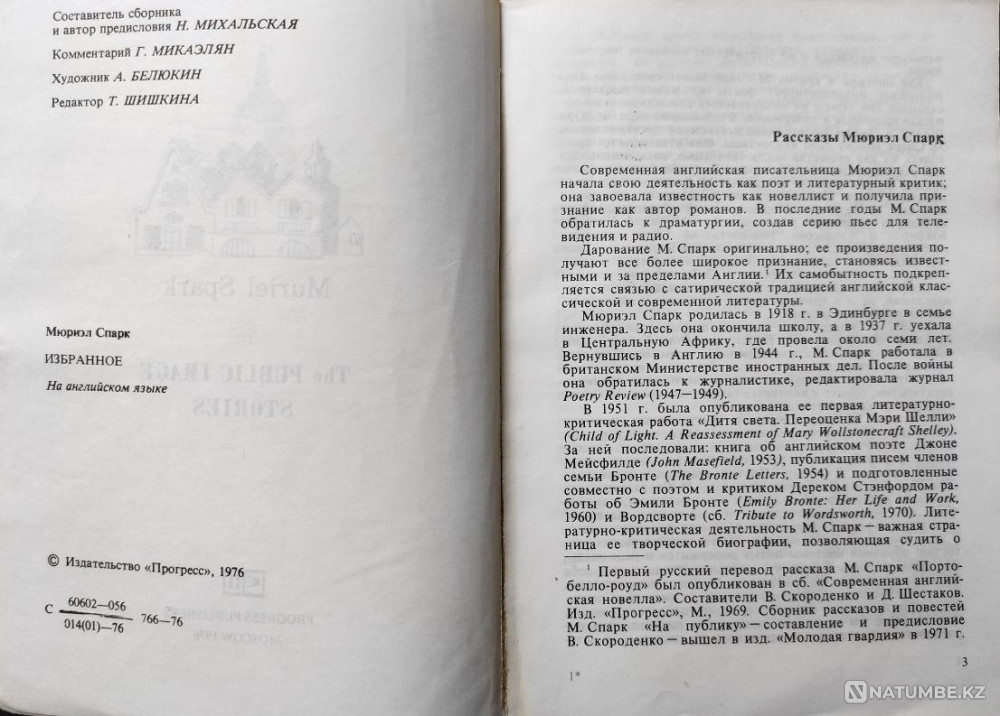 Составитель сборника
и автор предисловия Н. МИХАЛЬСКАЯ
Комментарий Г. МИКАЭЛЯН
Художник А. БЕЛЮКИН
Редактор Т. ШИШКИНА
Muriel Spark
The PUBLIC IMAGE
STORIES
Мюриэл Спарк
ИЗБРАННОЕ
На английском языке
© Издательство «Прогресс», 1976
С 60602—056
014(01)—76 766—76
PROGRESS PUBLISHERS
MOSCOW 1976
Рассказы Мюриэл Спарк
Современная английская писательница Мюриэл Спарк
начала свою деятельность как поэт и литературный критик;
она завоевала известность как новеллист и получила при-
знание как автор романов. В последние годы М. Спарк
обратилась к драматургии, создав серию пьес для теле-
видения и радио.
Дарование М. Спарк оригинально; ее произведения по-
лучают все более широкое признание, становясь извест-
ными и за пределами Англии.¹ Их самобытность подкреп-
ляется связью с сатирической традицией английской клас-
сической и современной литературы.
Мюриэл Спарк родилась в 1918 г. в Эдинбурге в семье
инженера. Здесь она окончила школу, а в 1937 г. уехала
в Центральную Африку, где провела около семи лет.
Вернувшись в Англию в 1944 г., М. Спарк работала в
британском Министерстве иностранных дел. После войны
она обратилась к журналистике, редактировала журнал
Poetry Review (1947—1949).
В 1951 г. была опубликована ее первая литературно-
критическая работа «Дитя света. Переоценка Мэри Шелли»
(Child of Light. A Reassessment of Mary Wollstonecraft Shelley).
За ней последовали: книга об английском поэте Джоне
Мейсфилде (John Masefield, 1953), публикация писем членов
семьи Бронте (The Bronte Letters, 1954) и подготовленные
совместно с поэтом и критиком Дереком Стэнфордом ра-
боты об Эмили Бронте (Emily Bronte: Her Life and Work,
1960) и Вордсворте (сб. Tribute to Wordsworth, 1970). Лите-
ратурно-критическая деятельность М. Спарк — важная стра-
ница ее творческой биографии, позволяющая судить о
¹ Первый русский перевод рассказа М. Спарк «Порто-
белло-роуд» был опубликован в сб. «Современная англий-
ская новелла». Составители В. Скороденко и Д. Шестаков.
Изд. «Прогресс», М., 1969. Сборник рассказов и повестей
М. Спарк «На публику» — составление и предисловие
В. Скороденко — вышел в изд. «Молодая гвардия» в 1971 г.
3
1*
NATUMBE.KZ